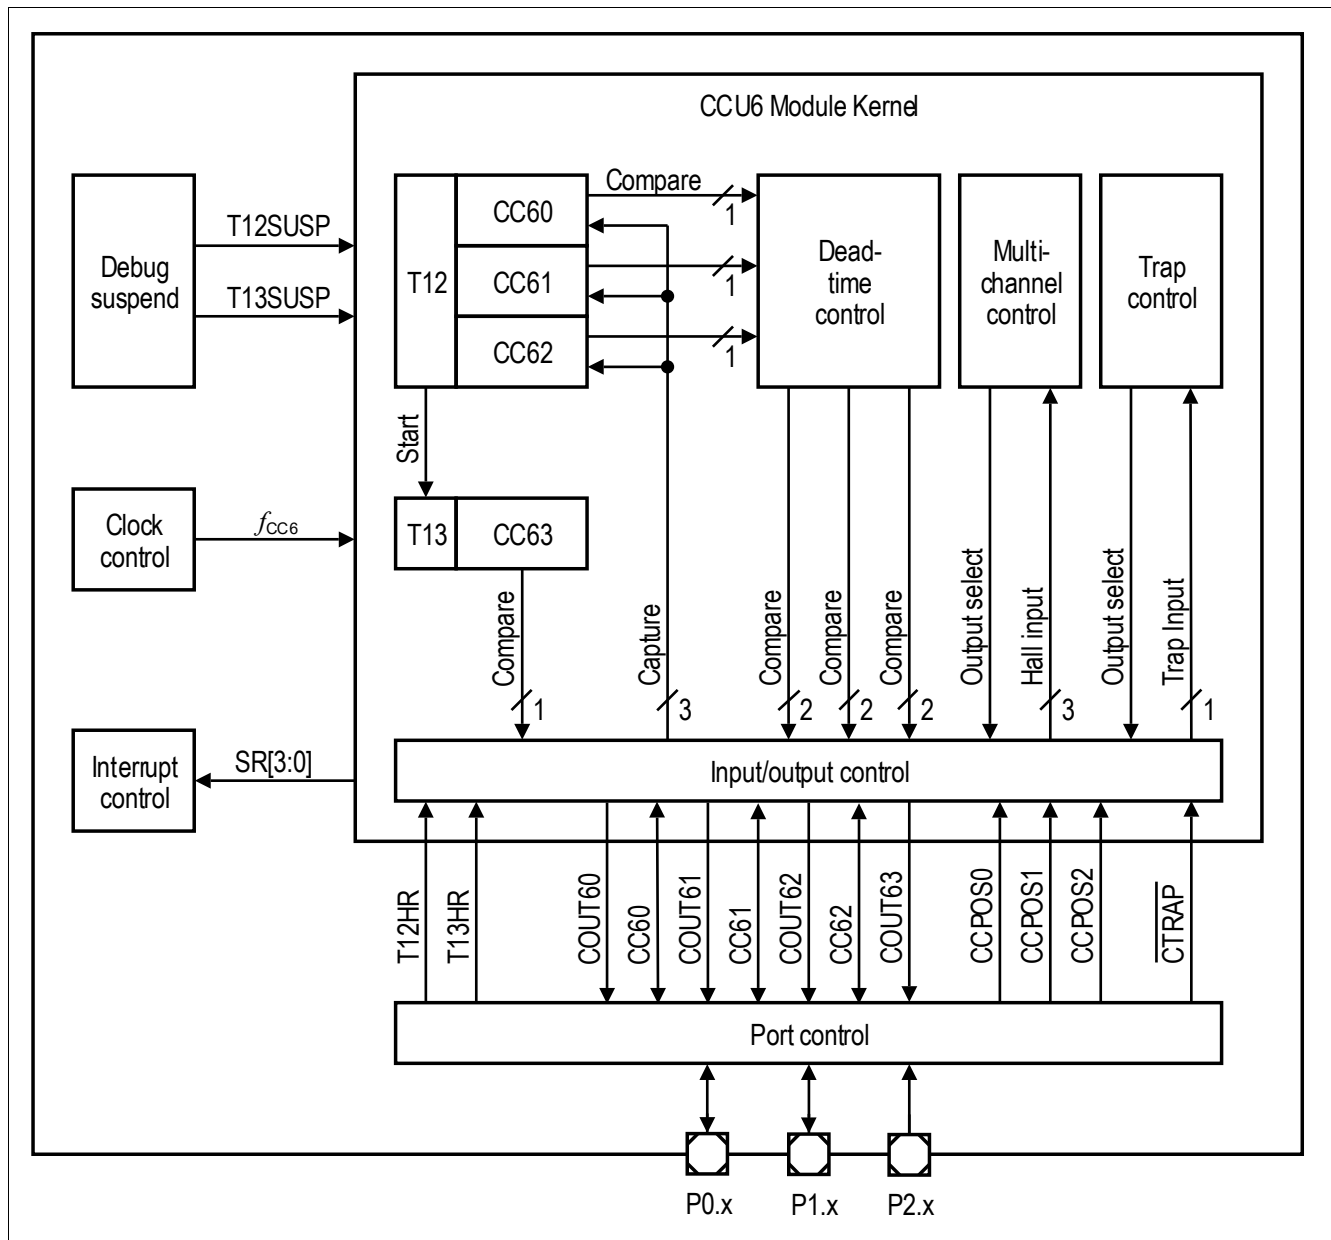 CCU6 Module Kernel
Debug
suspend
T12SUSP
T13SUSP
T12
CC60
CC61
CC62
Compare
1
1
1
Dead-
time
control
Multi-
channel
control
Trap
control
Start
Clock
control
fCC6
T13
CC63
Compare
1
Capture
3
Compare
2
Compare
2
Compare
2
Output select
Hall input
3
Output select
Trap Input
1
Interrupt
control
SR[3:0]
Input/output control
T12HR
T13HR
COUT60
CC60
COUT61
CC61
COUT62
CC62
COUT63
CCPOS0
CCPOS1
CCPOS2
CTRAP
Port control
P0.x
P1.x
P2.x